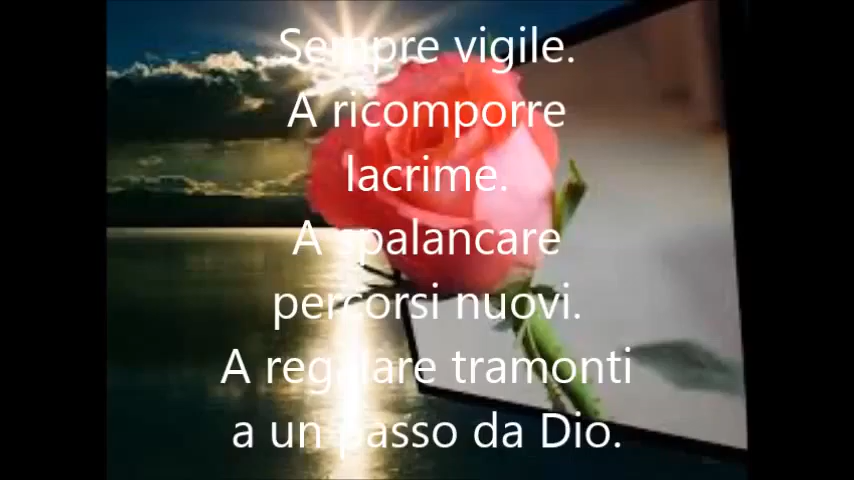 Sempre vigile.
A ricomporre
lacrime.
A spalancare
percorsi nuovi.
A regalare tramonti
a un passo da Dio.